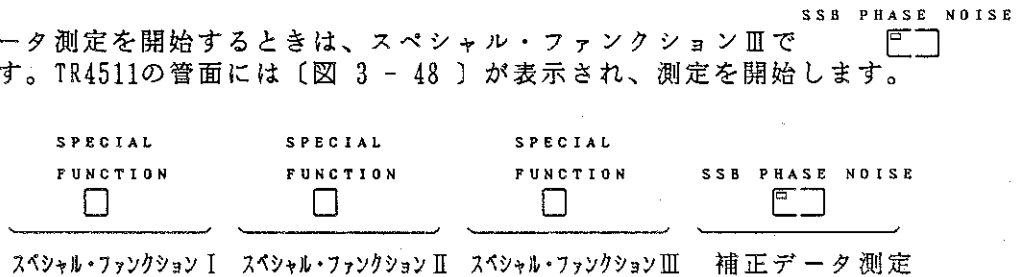 SSB PHASE NOISE
ータ測定を開始するときは、スペシャル・ファンクションⅢで
す。TR4511の管面には〔図 3 - 48 〕が表示され、測定を開始します。
SPECIAL SPECIAL SPECIAL
FUNCTION FUNCTION FUNCTION SSB PHASE NOISE
スペシャル・ファンクションⅠ スペシャル・ファンクションⅡ スペシャル・ファンクションⅢ 補正データ測定